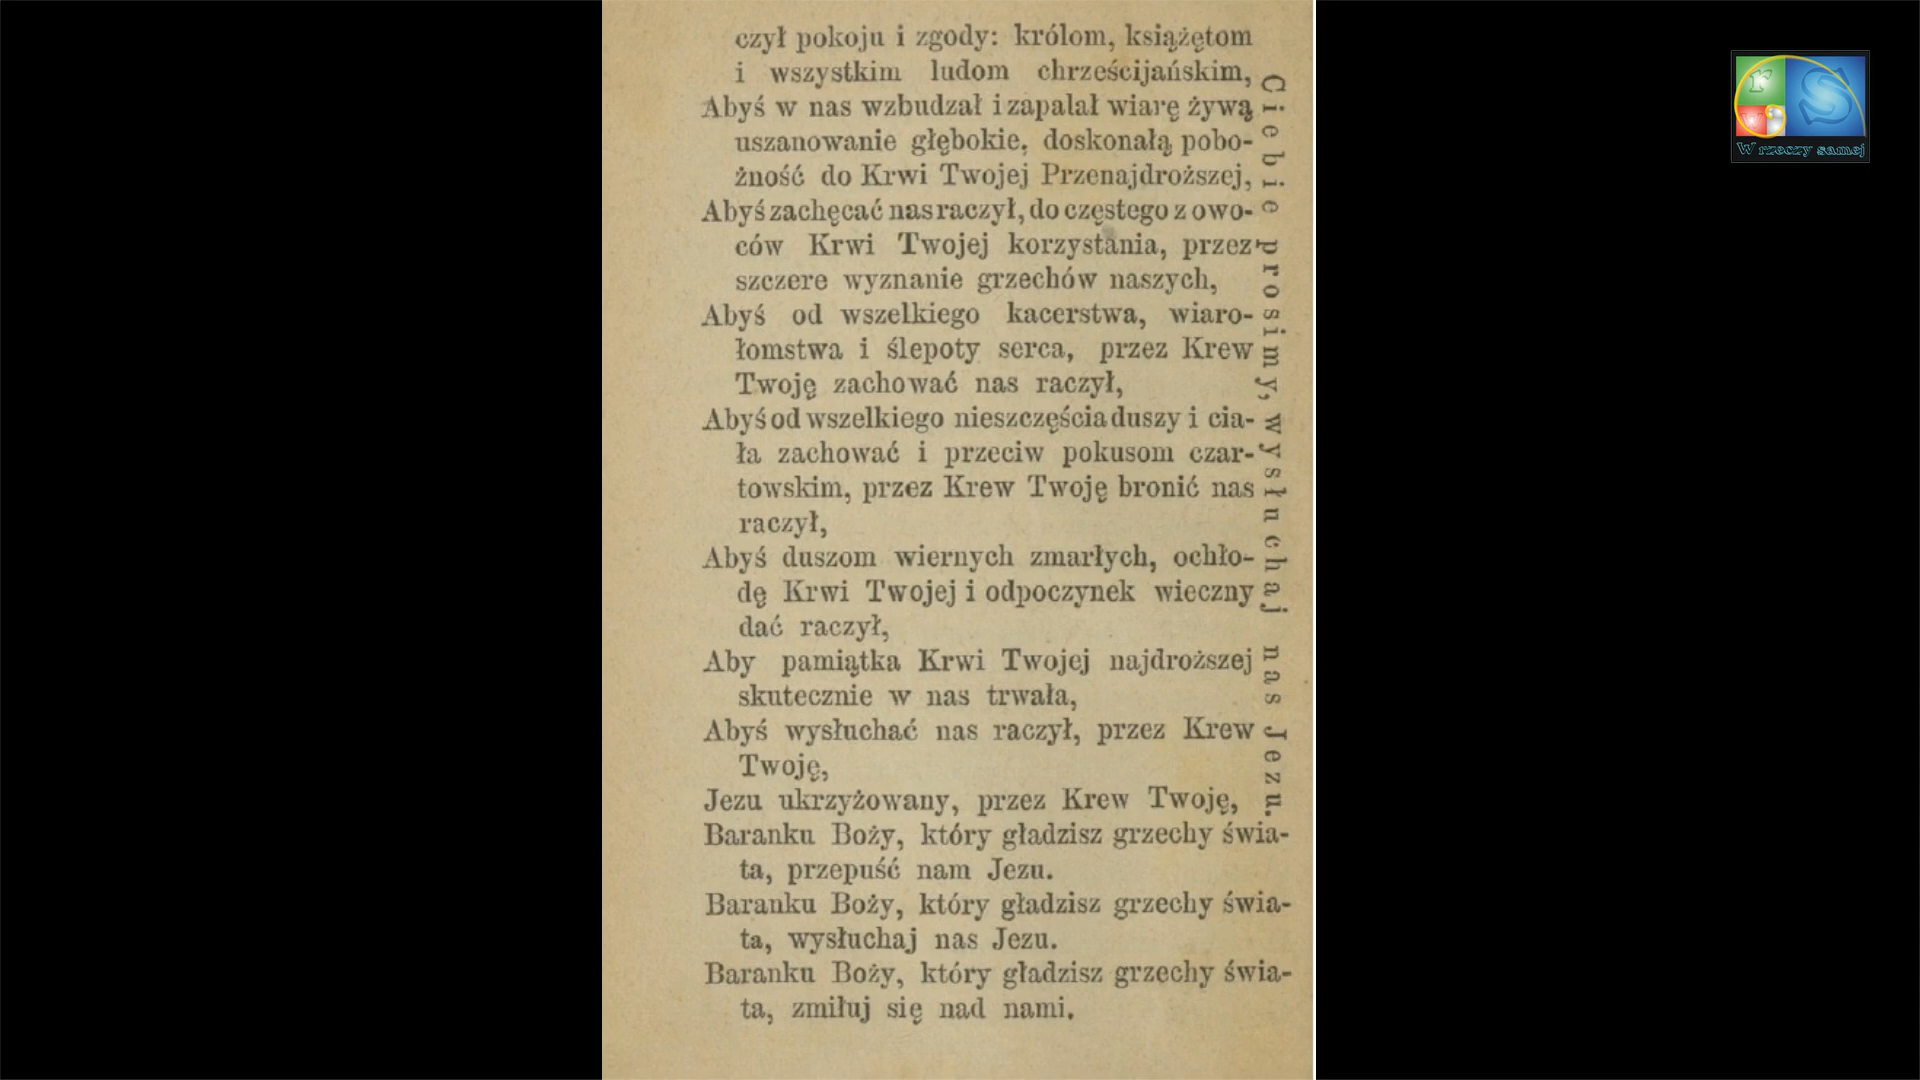 czył pokoju i zgody: królom, książętom
i wszystkim ludom chrześcijańskim,
Abyś w nas wzbudzał i zapalał wiarę żywą
uszanowanie głębokie, doskonałą pobo-
żność do Krwi Twojej Przenajdroższej,
Abyś zachęcać nas raczył, do częstego z owo-
ców Krwi Twojej korzystania, przez
szczere wyznanie grzechów naszych,
Abyś od wszelkiego kacerstwa, wiaro-
łomstwa i ślepoty serca, przez Krew
Twoję zachować nas raczył,
Abyś od wszelkiego nieszczęścia duszy i cia-
ła zachować i przeciw pokusom czar-
towskim, przez Krew Twoję bronić nas
raczył,
Abyś duszom wiernych zmarłych, ochło-
dę Krwi Twojej i odpoczynek wieczny
dać raczył,
Aby pamiątka Krwi Twojej najdroższej
skutecznie w nas trwała,
Abyś wysłuchać nas raczył, przez Krew
Twoję,
Jezu ukrzyżowany, przez Krew Twoję,
Ciebie prosimy, wysłuchaj nas Jezu.
Baranku Boży, który gładzisz grzechy świa-
ta, przepuść nam Jezu.
Baranku Boży, który gładzisz grzechy świa-
ta, wysłuchaj nas Jezu.
Baranku Boży, który gładzisz grzechy świa-
ta, zmiłuj się nad nami.
r S
w
W rzeczy samej